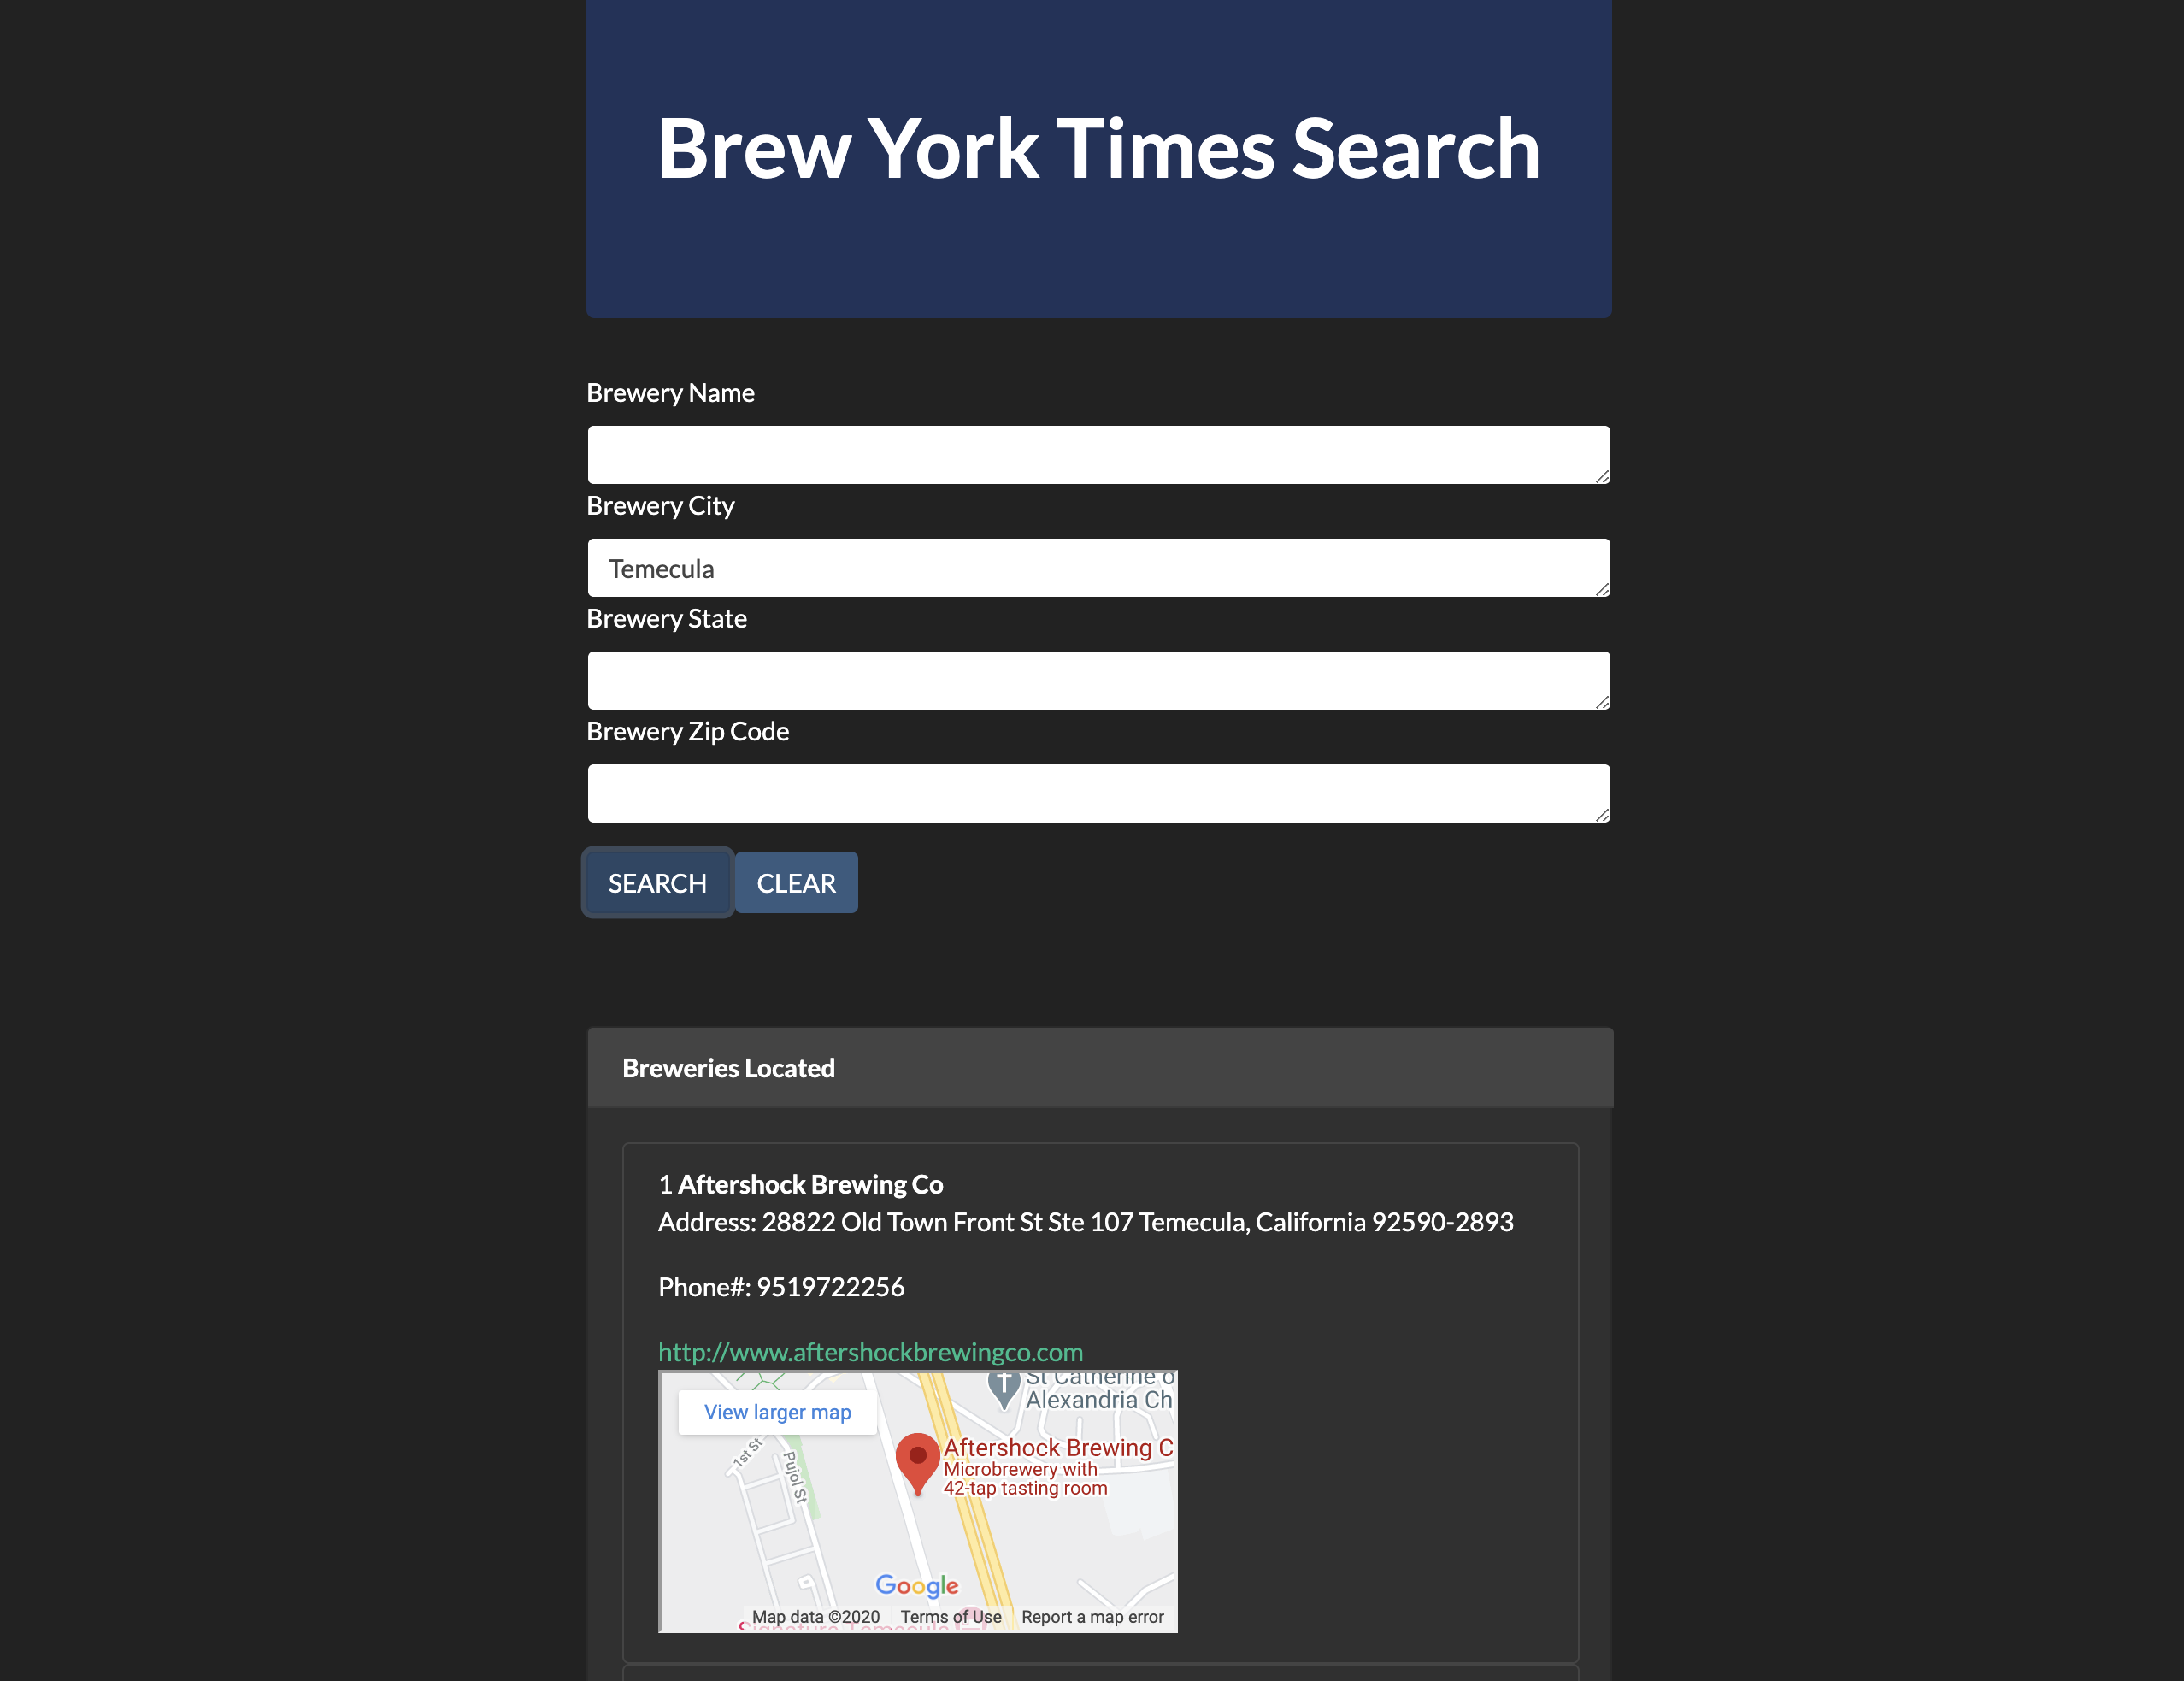 Brew York Times Search
Brewery Name
Brewery City
Temecula
Brewery State
Brewery Zip Code
SEARCH CLEAR
Breweries Located
1 Aftershock Brewing Co
Address: 28822 Old Town Front St Ste 107 Temecula, California 92590-2893
Phone#: 9519722256
http://www.aftershockbrewingco.com
St Catherine o
Alexandria Ch
View larger map
1st St
Pujol St
Aftershock Brewing C
Microbrewery with
42-tap tasting room
Google
Map data ©2020 Terms of Use Report a map error
Signature Temecula